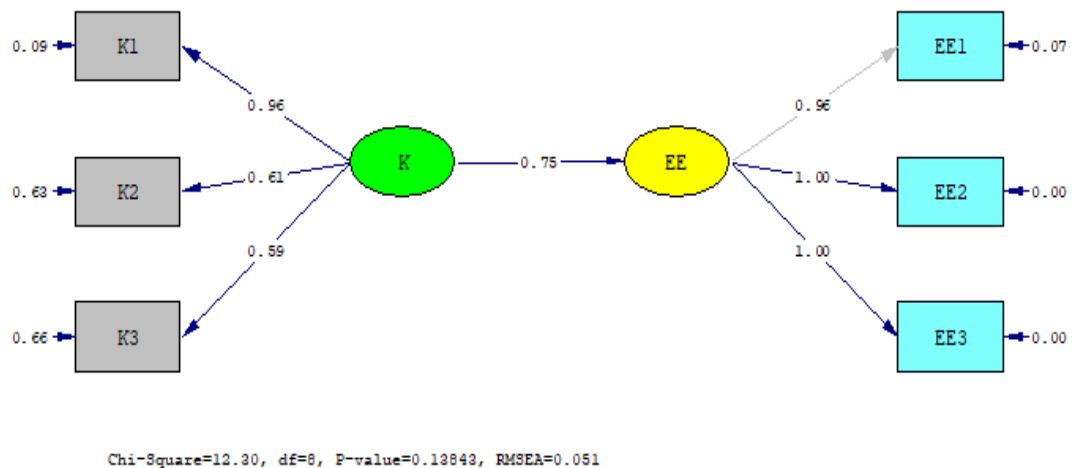 0.09 K1 EE1 0.07
0.96 0.96
K 0.75 EE
0.61 1.00
0.63 K2 EE2 0.00
0.59 1.00
0.66 K3 EE3 0.00
Chi-Square=12.30, df=8, P-value=0.13843, RMSEA=0.051